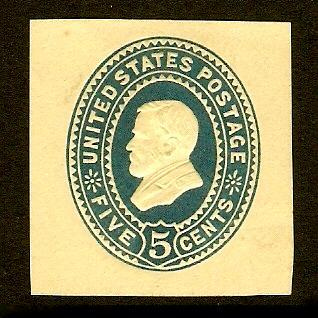 UNITED STATES POSTAGE
FIVE 5 CENTS